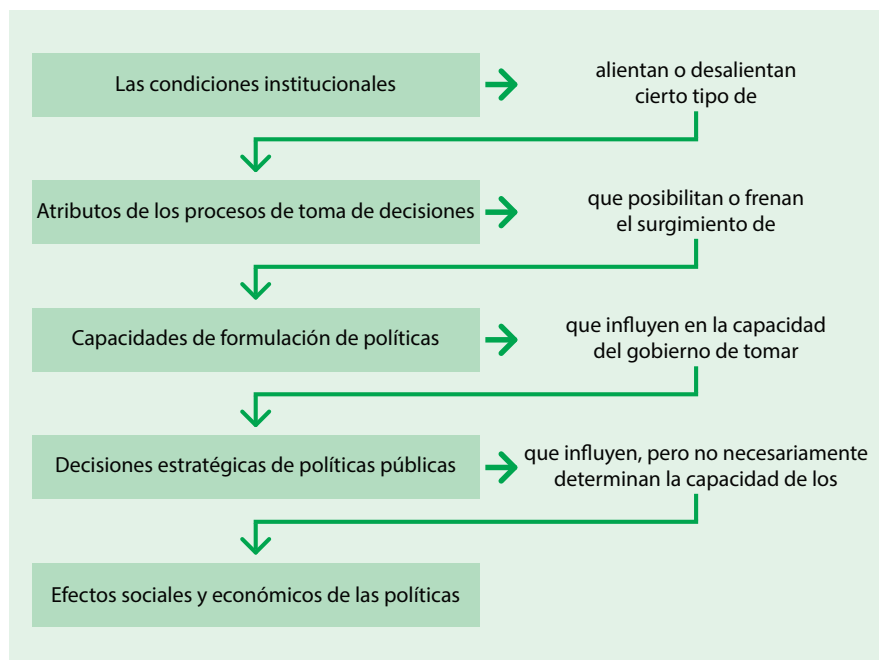 Las condiciones institucionales
alientan o desalientan
cierto tipo de
Atributos de los procesos de toma de decisiones
que posibilitan o frenan
el surgimiento de
Capacidades de formulación de políticas
que influyen en la capacidad
del gobierno de tomar
Decisiones estratégicas de políticas públicas
que influyen, pero no necesariamente
determinan la capacidad de los
Efectos sociales y económicos de las políticas